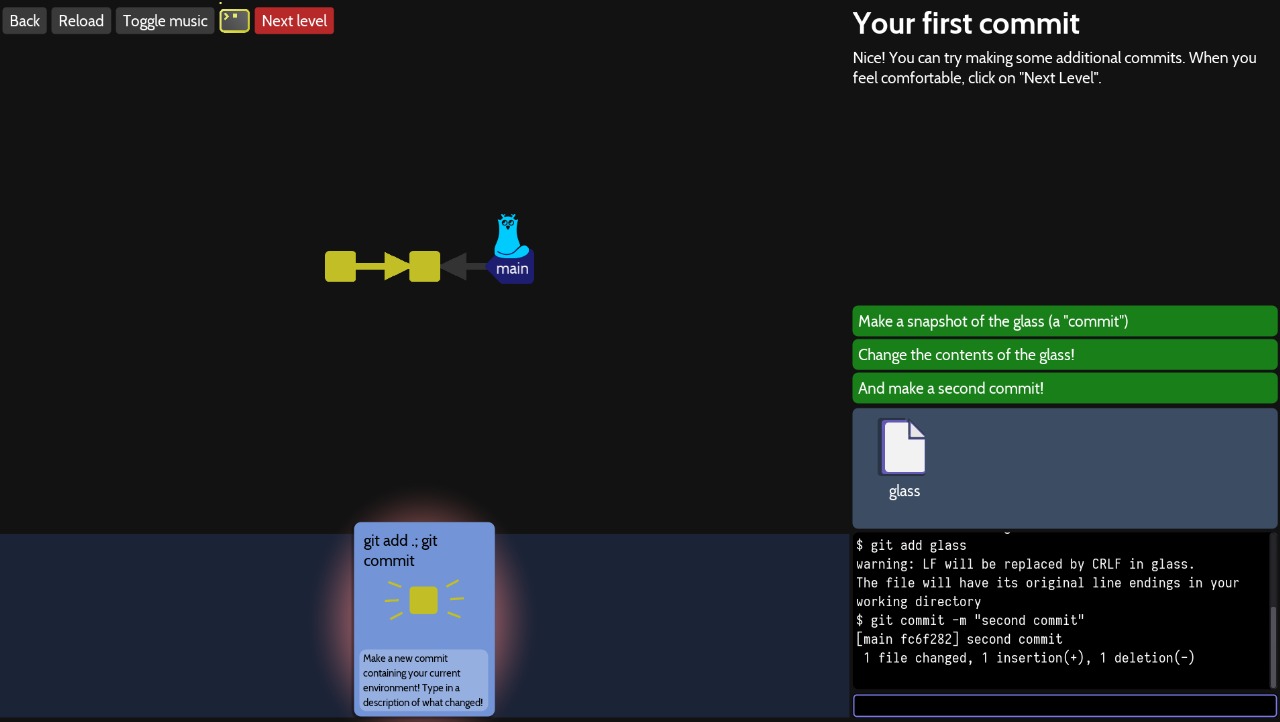 Back
Reload
Toggle music
Next level
Your first commit
Nice! You can try making some additional commits. When you
feel comfortable, click on "Next Level".
main
Make a snapshot of the glass (a "commit")
Change the contents of the glass!
And make a second commit!
glass
git add .; git
commit
Make a new commit
containing your current
environment! Type in a
description of what changed!
$ git add glass
warning: LF will be replaced by CRLF in glass.
The file will have its original line endings in your
working directory
$ git commit -m "second commit"
[main fc6f282] second commit
1 file changed, 1 insertion(+), 1 deletion(-)